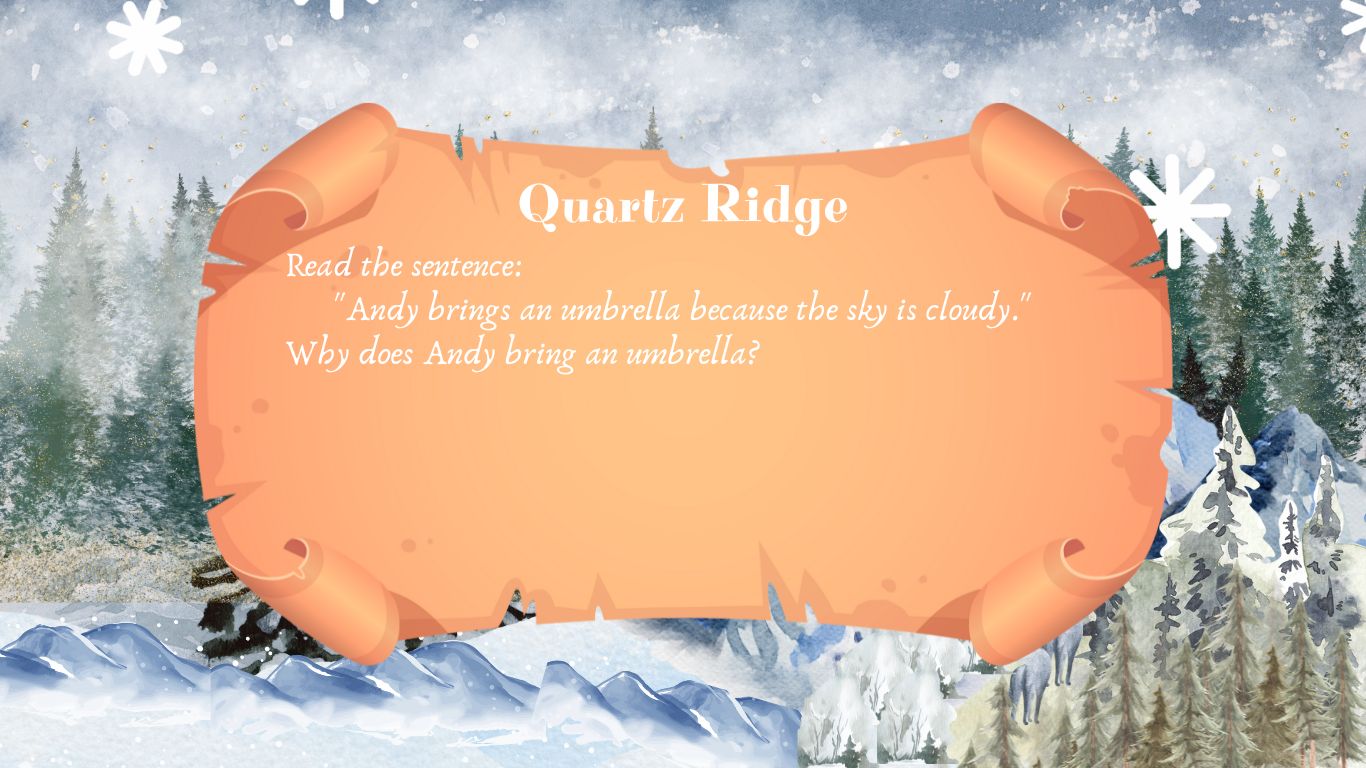 Quartz Ridge
Read the sentence:
"Andy brings an umbrella because the sky is cloudy."
Why does Andy bring an umbrella?